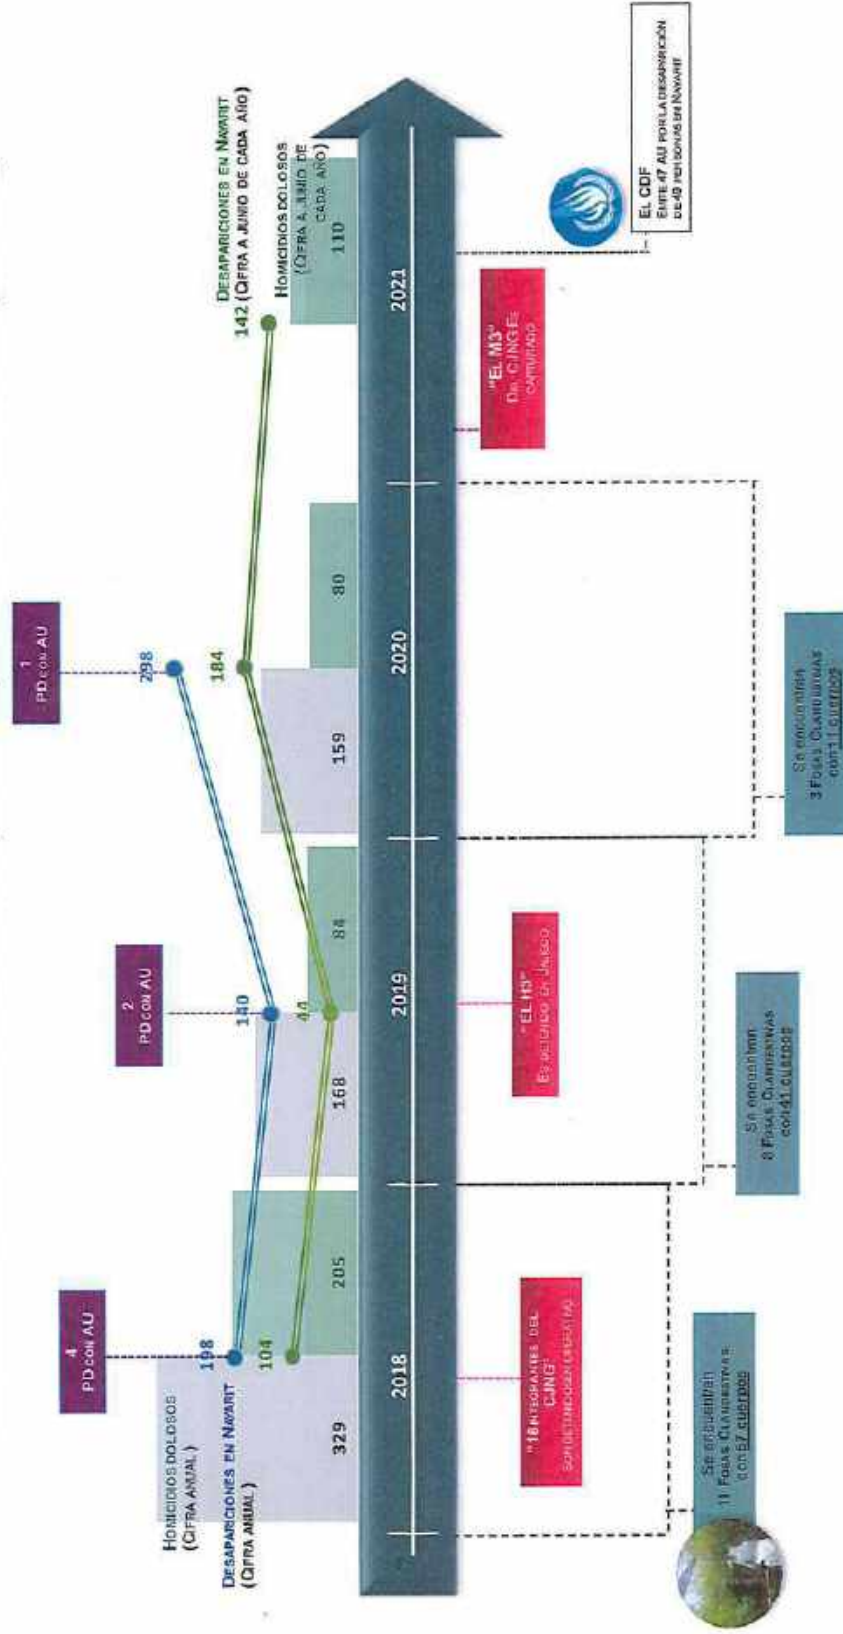 4
PD CON AU
2
PD CON AU
1
PD CON AU
HOMICIDIOS DOLOSOS
(CIFRA ANUAL)
DESAPARICIONES EN NAYARIT
(CIFRA ANUAL)
198
104
140
44
298
184
142
DESAPARICIONES EN NAYARIT
(CIFRA A JUNIO DE CADA AÑO)
HOMICIDIOS DOLOSOS
(CIFRA A JUNIO DE
CADA AÑO)
329
205
168
84
159
80
110
2018
2019
2020
2021
"18 INTEGRANTES DEL
CJNG"
SON DETENIDOS EN OPERATIVO
"EL H3"
ES DETENIDO EN JALISCO
"EL M3"
DEL CJNG ES
CAPTURADO
EL CDF
EMITE 47 AU POR LA DESAPARICIÓN
DE 49 PERSONAS EN NAYARIT
Se encuentran
11 FOSAS CLANDESTINAS
con 57 cuerpos
Se encuentran
8 FOSAS CLANDESTINAS
con 41 cuerpos
Se encuentran
3 FOSAS CLANDESTINAS
con 11 cuerpos